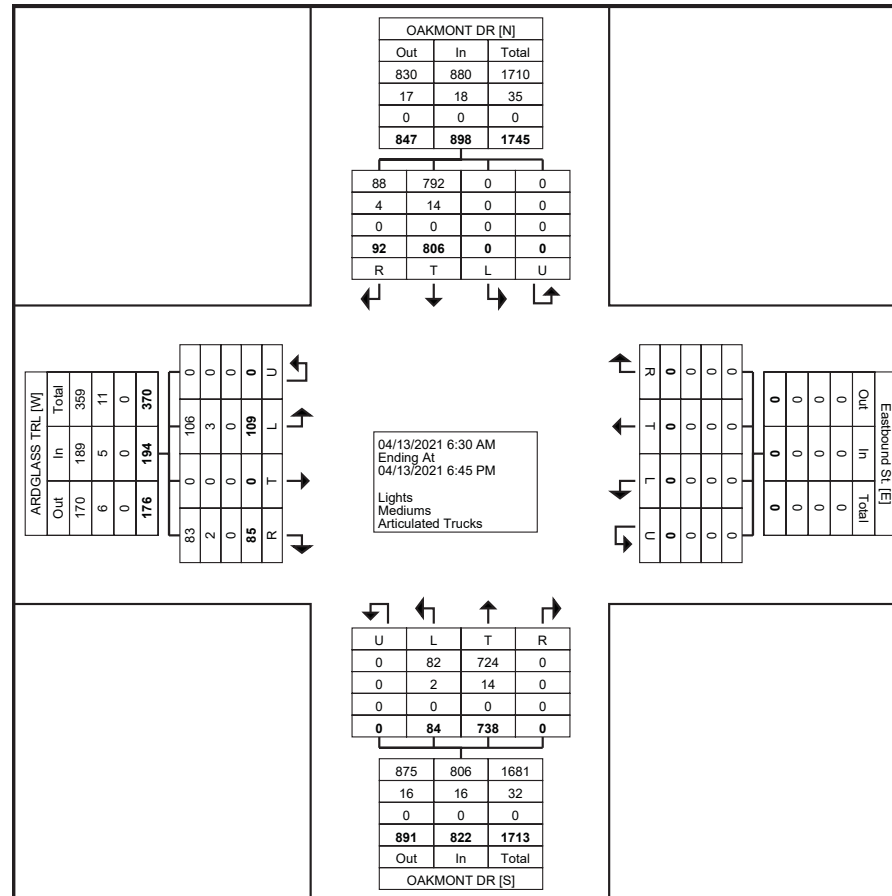 OAKMONT DR [N]
Out In Total
830 880 1710
17 18 35
0 0 0
847 898 1745
88 792 0 0
4 14 0 0
0 0 0 0
92 806 0 0
R T L U
ARDGLASS TRL [W]
Total In Out
359 189 170
11 5 6
0 0 0
370 194 176
0 106 0 83
0 3 0 2
0 0 0 0
0 109 0 85
U L T R
04/13/2021 6:30 AM
Ending At
04/13/2021 6:45 PM
Lights
Mediums
Articulated Trucks
R T L U
0 0 0 0
0 0 0 0
0 0 0 0
0 0 0 0
0 0 0
0 0 0
0 0 0
0 0 0
Out In Total
Eastbound St. [E]
U L T R
0 82 724 0
0 2 14 0
0 0 0 0
0 84 738 0
875 806 1681
16 16 32
0 0 0
891 822 1713
Out In Total
OAKMONT DR [S]